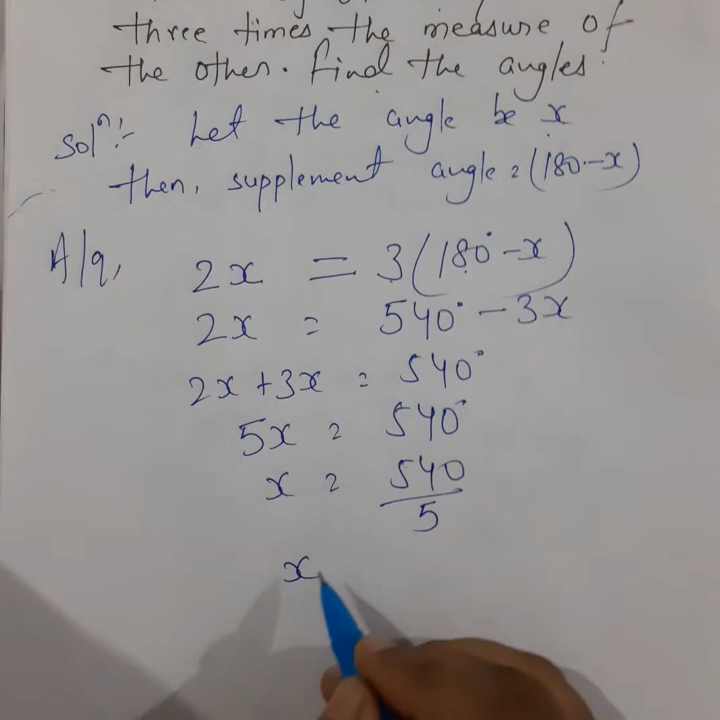 three times the measure of
the other. find the angles.
Solⁿ:- Let the angle be x
then, supplement angle = (180-x)
A/q, 2x = 3(180°-x)
2x = 540° - 3x
2x + 3x = 540°
5x = 540°
x = 540/5
x